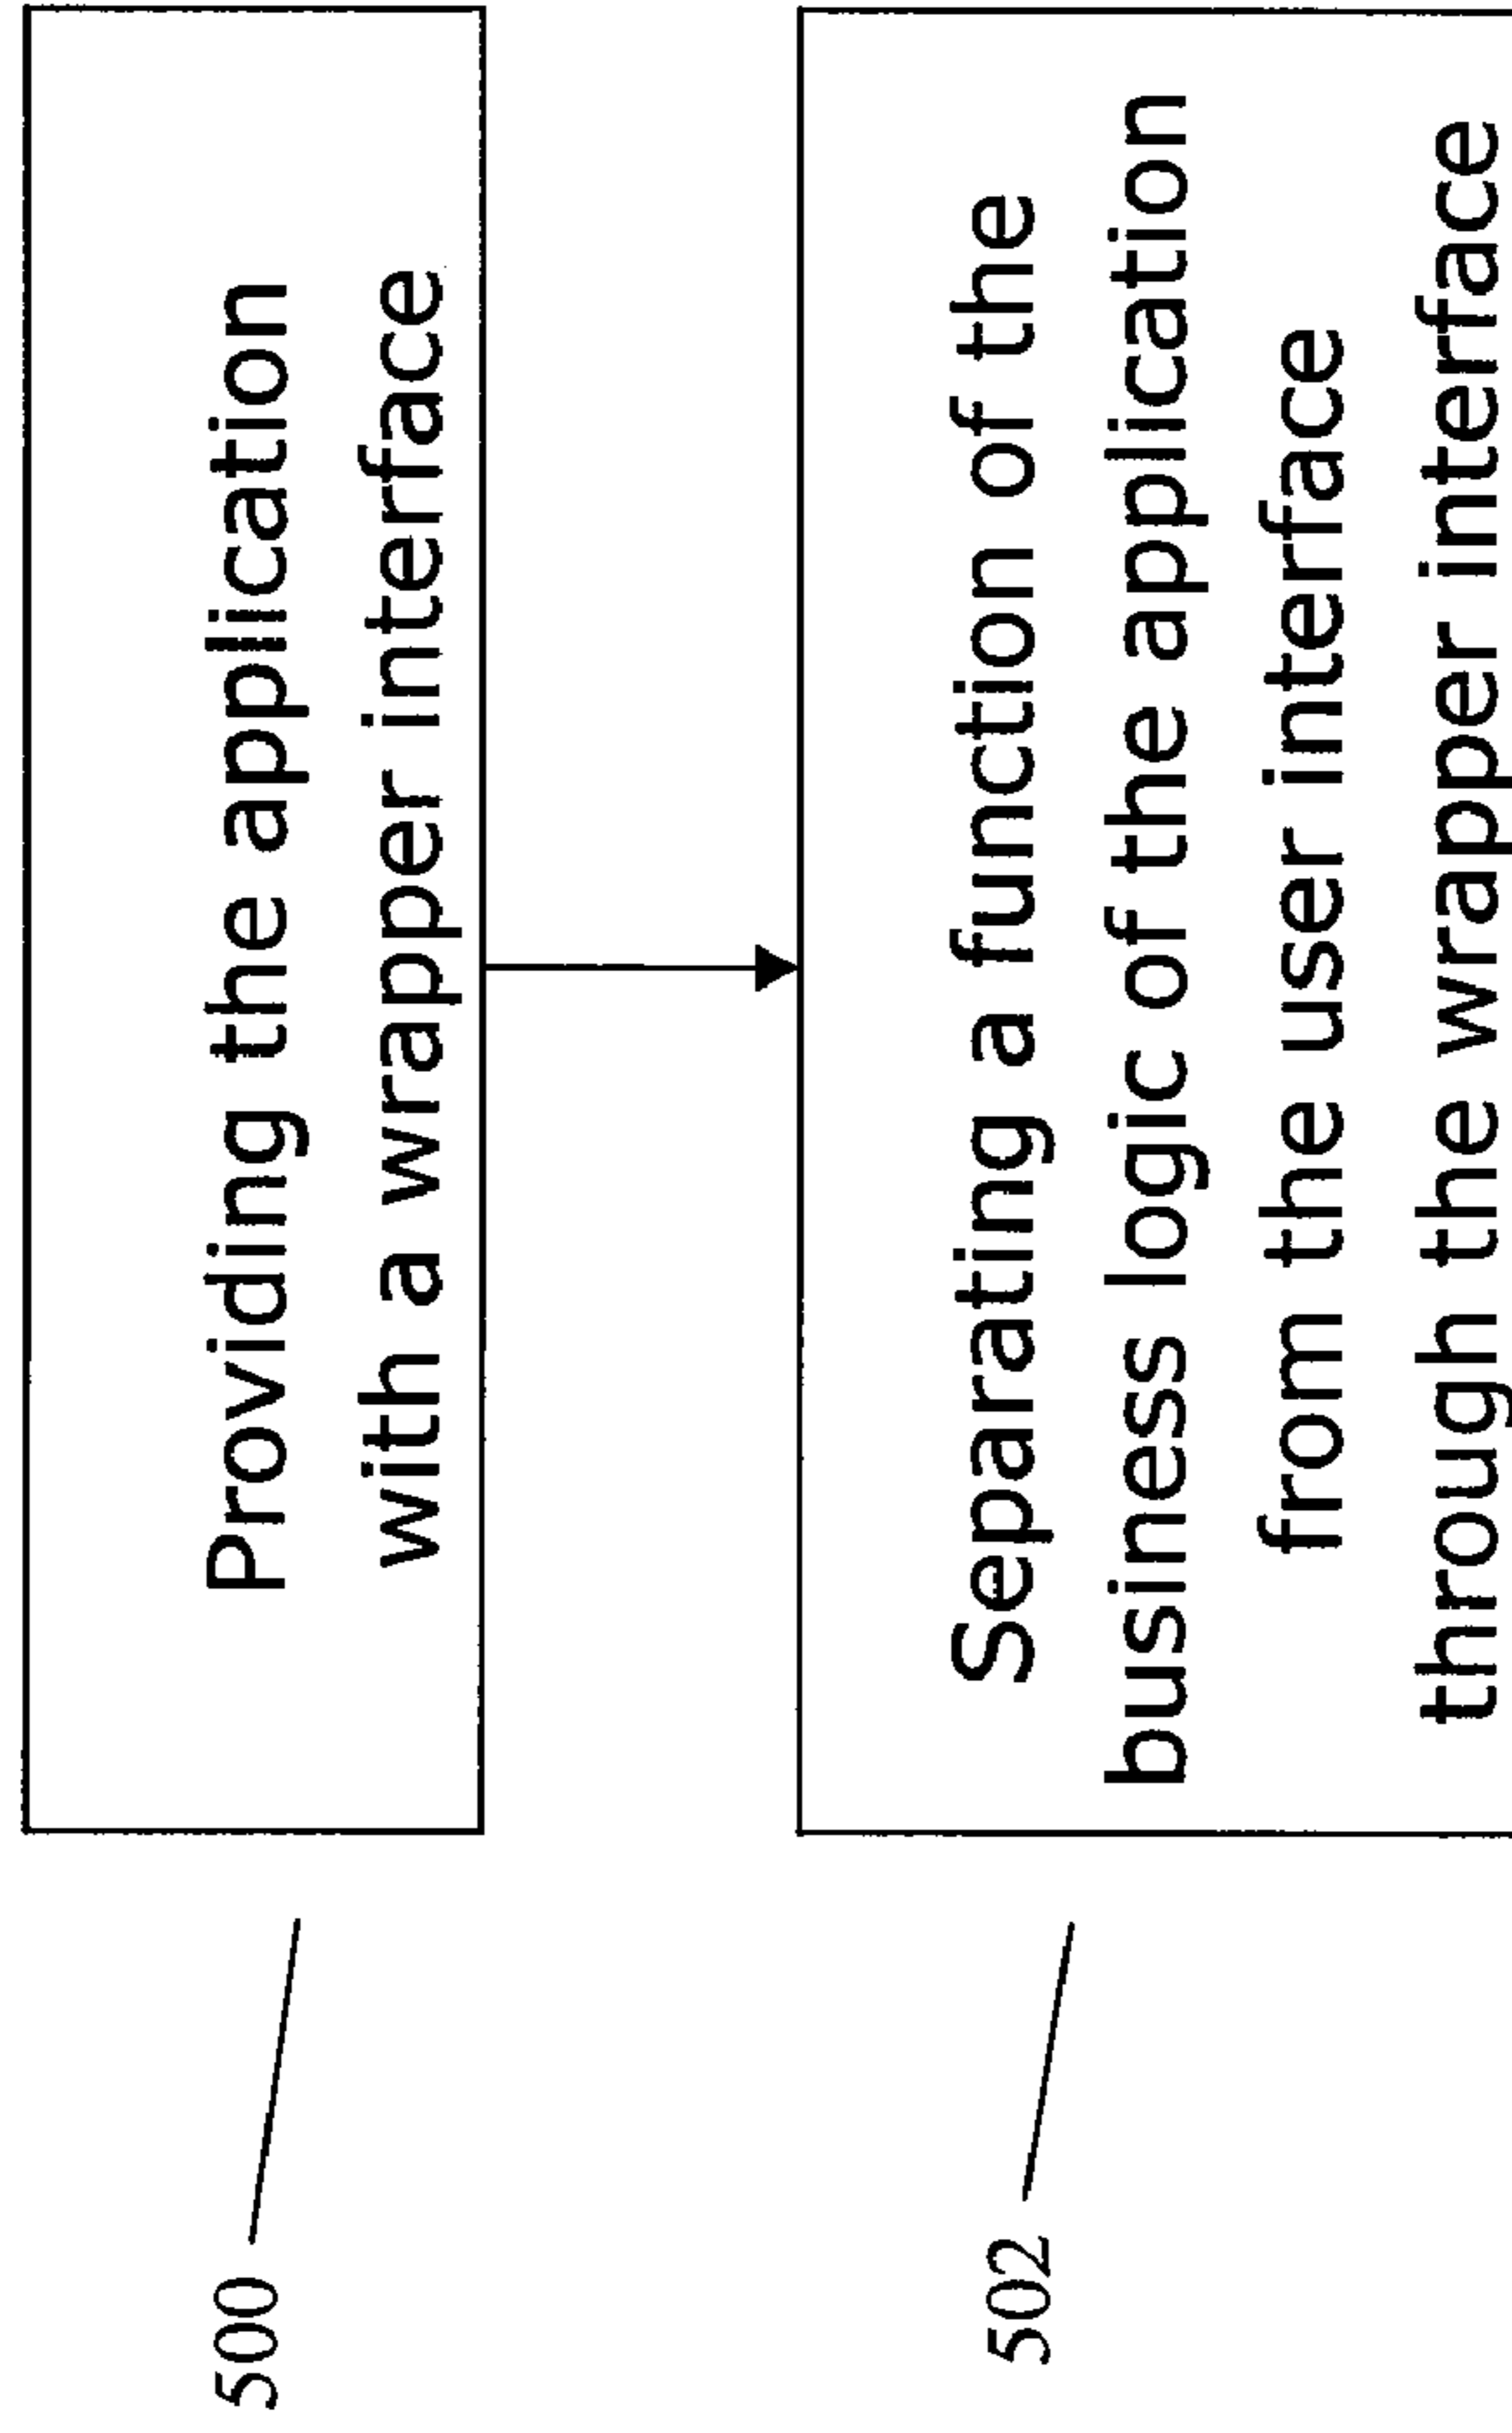 500
Providing the application
with a wrapper interface
502
Separating a function of the
business logic of the application
from the user interface
through the wrapper interface